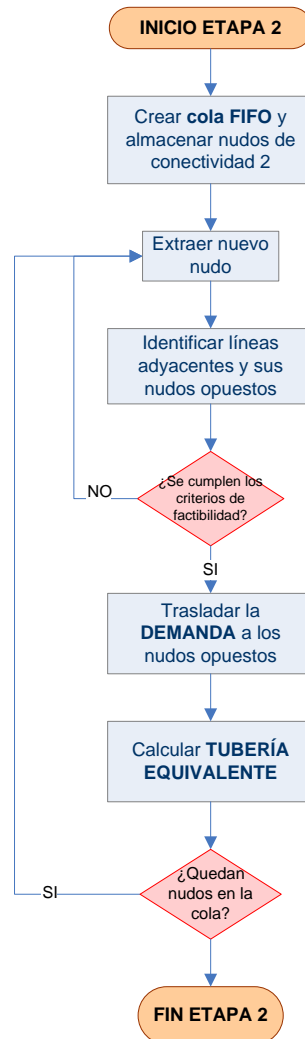 INICIO ETAPA 2
Crear cola FIFO y
almacenar nudos de
conectividad 2
Extraer nuevo
nudo
Identificar líneas
adyacentes y sus
nudos opuestos
¿Se cumplen los
criterios de
factibilidad?
NO
SI
Trasladar la
DEMANDA a los
nudos opuestos
Calcular TUBERÍA
EQUIVALENTE
¿Quedan
nudos en la
cola?
SI
FIN ETAPA 2